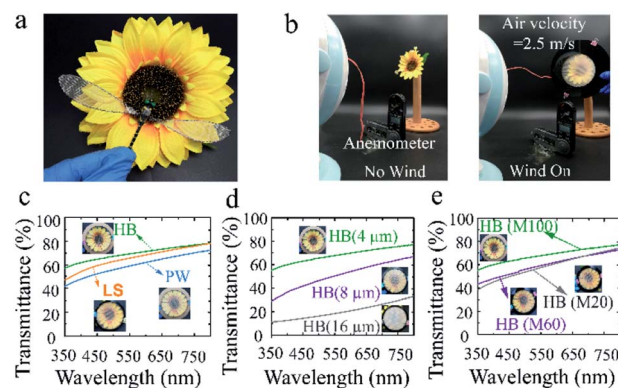 a
b
Air velocity
=2.5 m/s
Anemometer
No Wind
Wind On
c
d
e
Transmittance (%)
100
80
60
40
20
0
HB
LS
PW
350 450 550 650 750
Wavelength (nm)
Transmittance (%)
100
80
60
40
20
0
HB(4 μm)
HB(8 μm)
HB(16 μm)
350 450 550 650 750
Wavelength (nm)
Transmittance (%)
100
80
60
40
20
0
HB (M100)
HB (M20)
HB (M60)
350 450 550 650 750
Wavelength (nm)